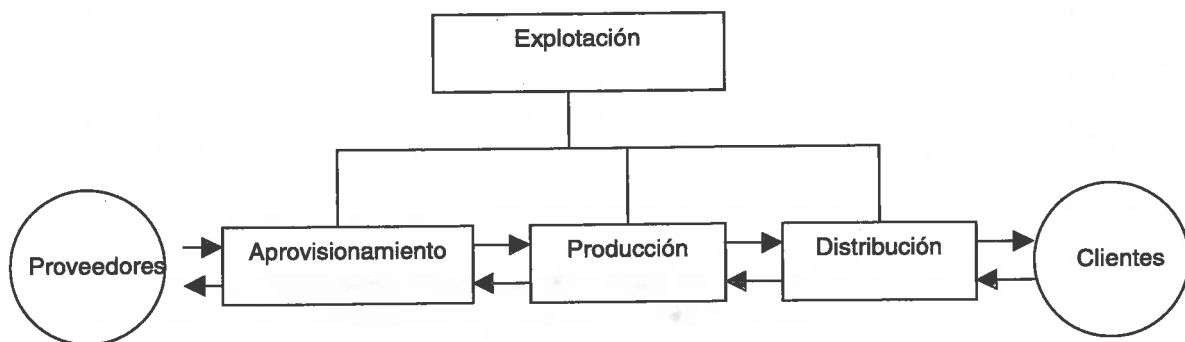 Explotación
Proveedores
Aprovisionamiento
Producción
Distribución
Clientes